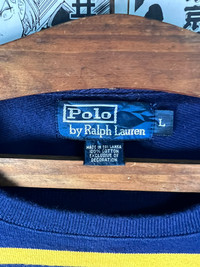 Polo
by Ralph Lauren
L
MADE IN SRI LANKA
100% COTTON
EXCLUSIVE OF
DECORATION